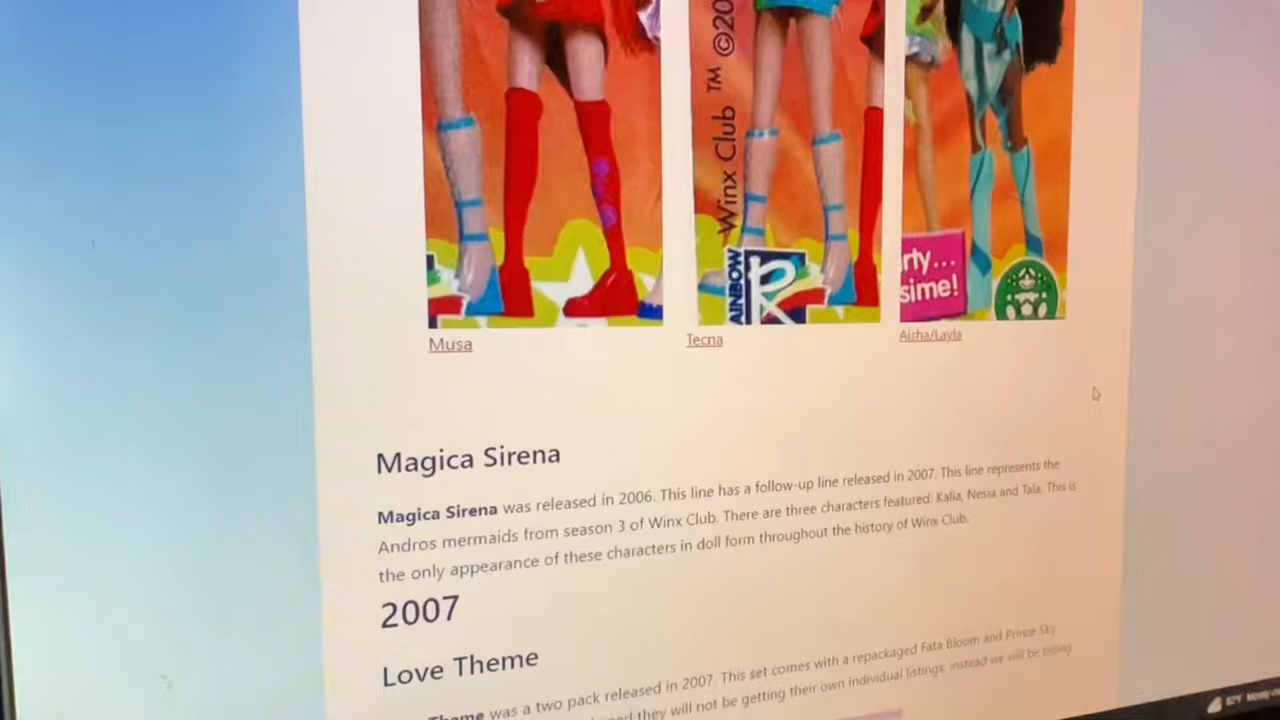 Winx Club ™ ©20
AINBOW
R
rty...
sime!
Musa
Tecna
Aisha/Layla
Magica Sirena
Magica Sirena was released in 2006. This line has a follow-up line released in 2007. This line represents the
Andros mermaids from season 3 of Winx Club. There are three characters featured: Kalia, Nesia and Tala. This is
the only appearance of these characters in doll form throughout the history of Winx Club.
2007
Love Theme
Theme was a two pack released in 2007. This set comes with a repackaged Fata Bloom and Prince Sky
they will not be getting their own individual listings, instead we will be listing